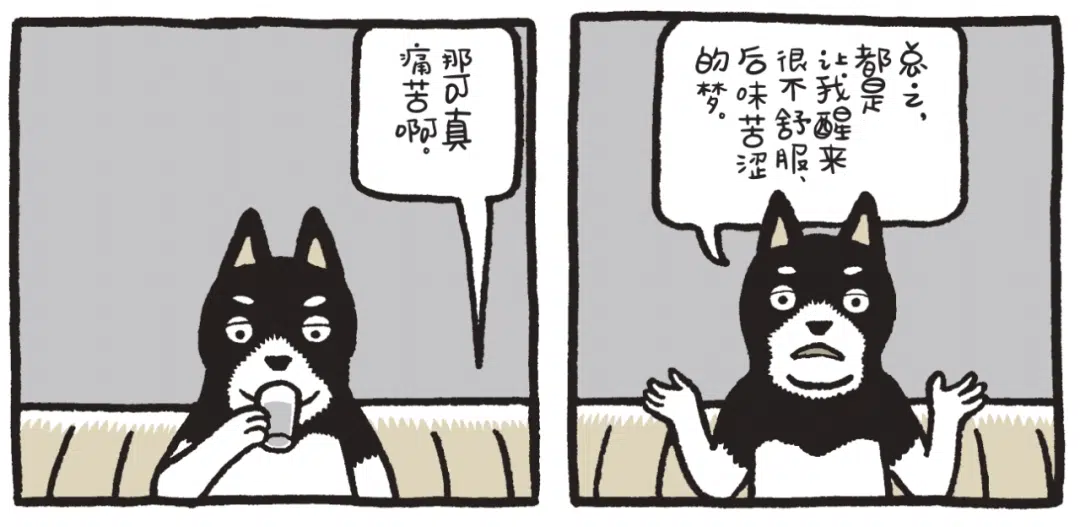 总之,
都是
让我醒来
很不舒服、
后味苦涩
的梦。
那可真
痛苦啊。